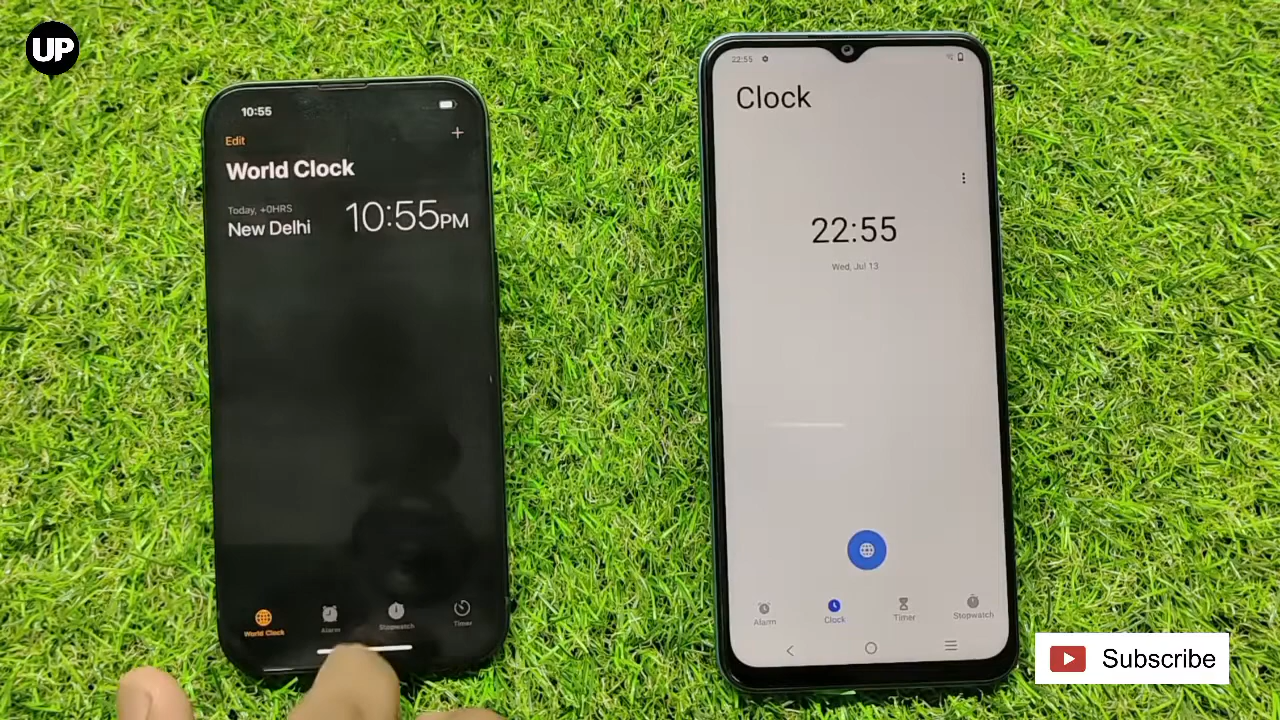 UP
10:55
Edit
+
World Clock
Today, +0HRS
New Delhi
10:55PM
World Clock
Alarm
Stopwatch
Timer
22:55
Clock
22:55
Wed, Jul 13
Alarm
Clock
Timer
Stopwatch
Subscribe